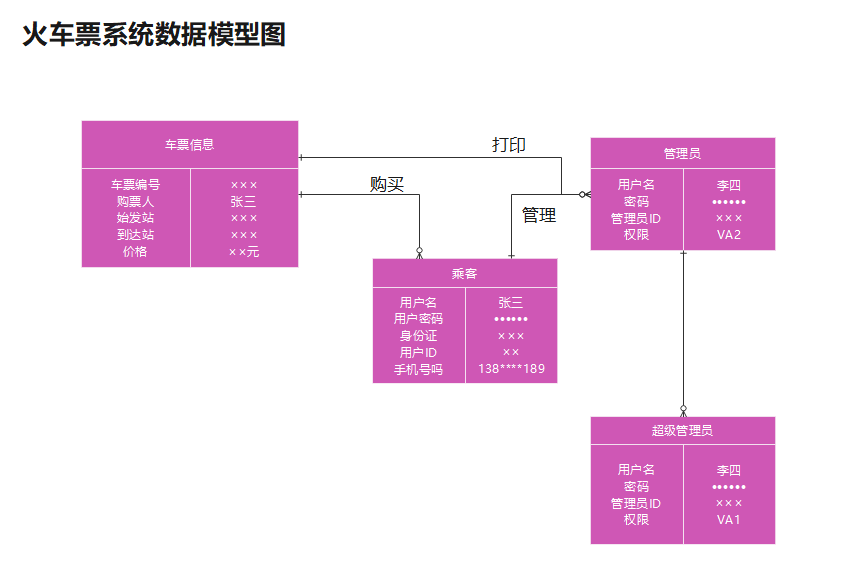 火车票系统数据模型图
打印
车票信息
管理员
购买
车票编号 ×××
购票人 张三
始发站 ×××
到达站 ×××
价格 ××元
用户名 李四
密码 ••••••
管理员ID ×××
权限 VA2
管理
乘客
用户名 张三
用户密码 ••••••
身份证 ×××
用户ID ××
手机号吗 138****189
超级管理员
用户名 李四
密码 ••••••
管理员ID ×××
权限 VA1